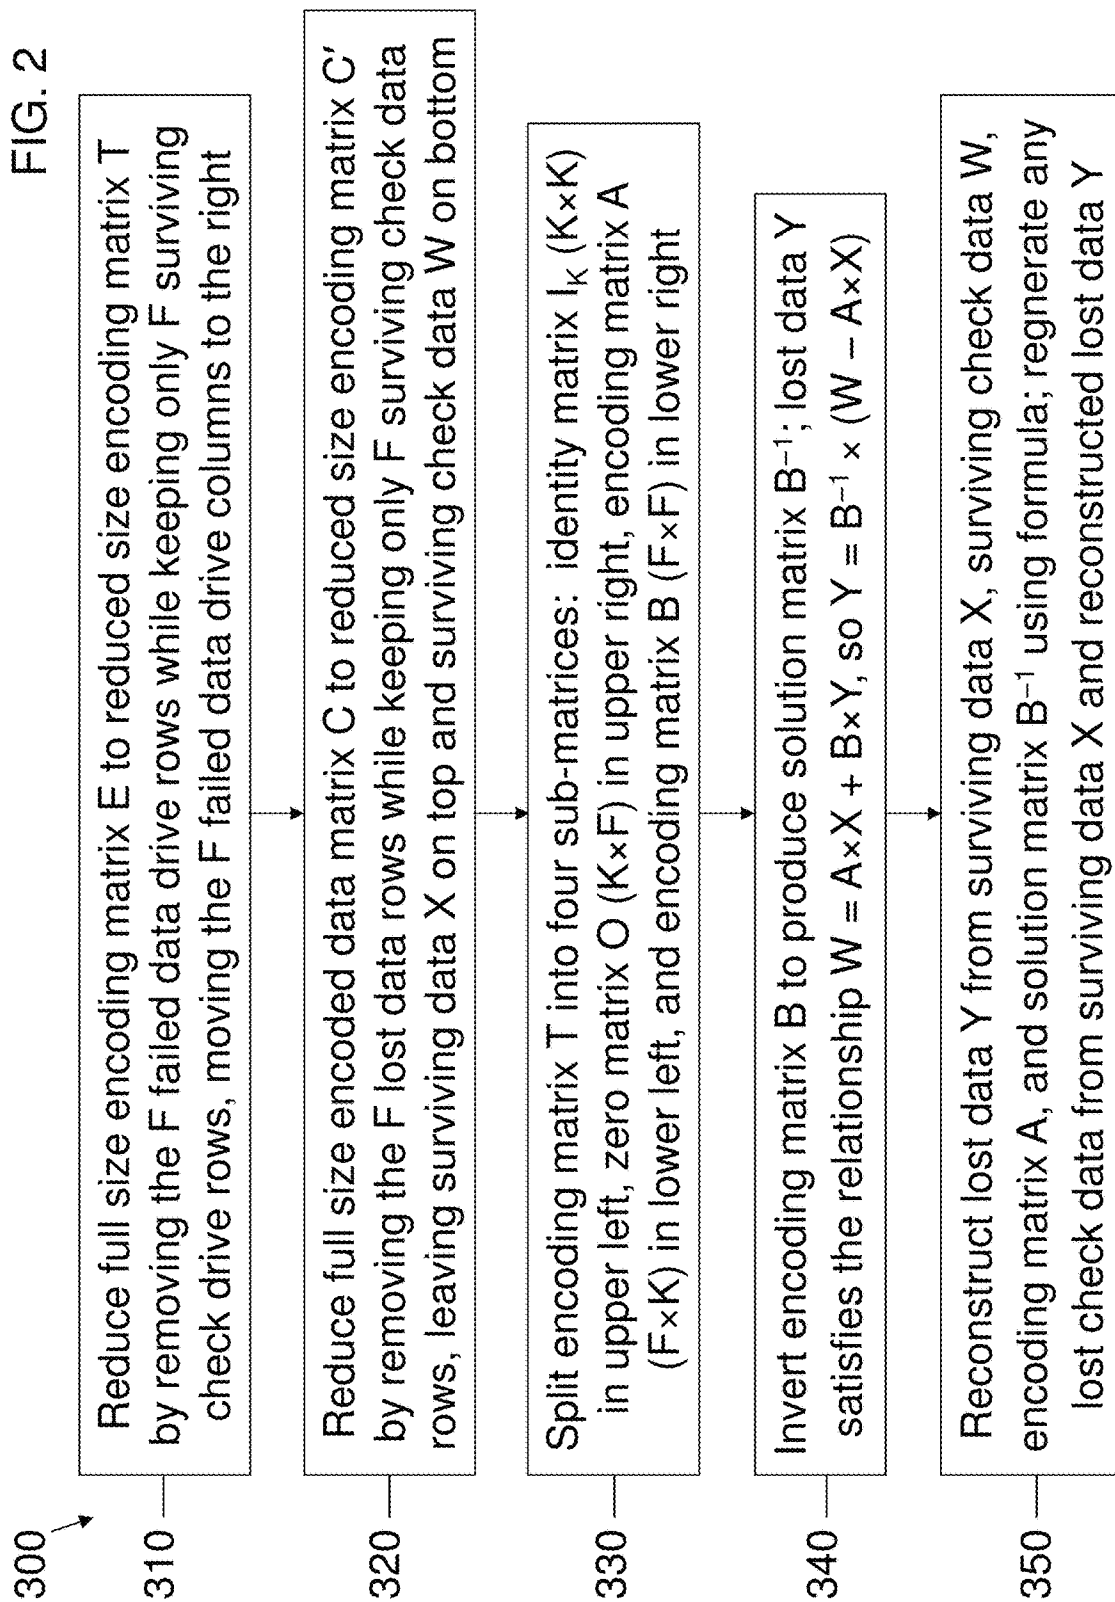 FIG. 2
300
310
Reduce full size encoding matrix E to reduced size encoding matrix T
by removing the F failed data drive rows while keeping only F surviving
check drive rows, moving the F failed data drive columns to the right
320
Reduce full size encoded data matrix C to reduced size encoding matrix C′
by removing the F lost data rows while keeping only F surviving check data
rows, leaving surviving data X on top and surviving check data W on bottom
330
Split encoding matrix T into four sub-matrices: identity matrix Iₖ (K×K)
in upper left, zero matrix O (K×F) in upper right, encoding matrix A
(F×K) in lower left, and encoding matrix B (F×F) in lower right
340
Invert encoding matrix B to produce solution matrix B⁻¹; lost data Y
satisfies the relationship W = A×X + B×Y, so Y = B⁻¹ × (W − A×X)
350
Reconstruct lost data Y from surviving data X, surviving check data W,
encoding matrix A, and solution matrix B⁻¹ using formula; regnerate any
lost check data from surviving data X and reconstructed lost data Y